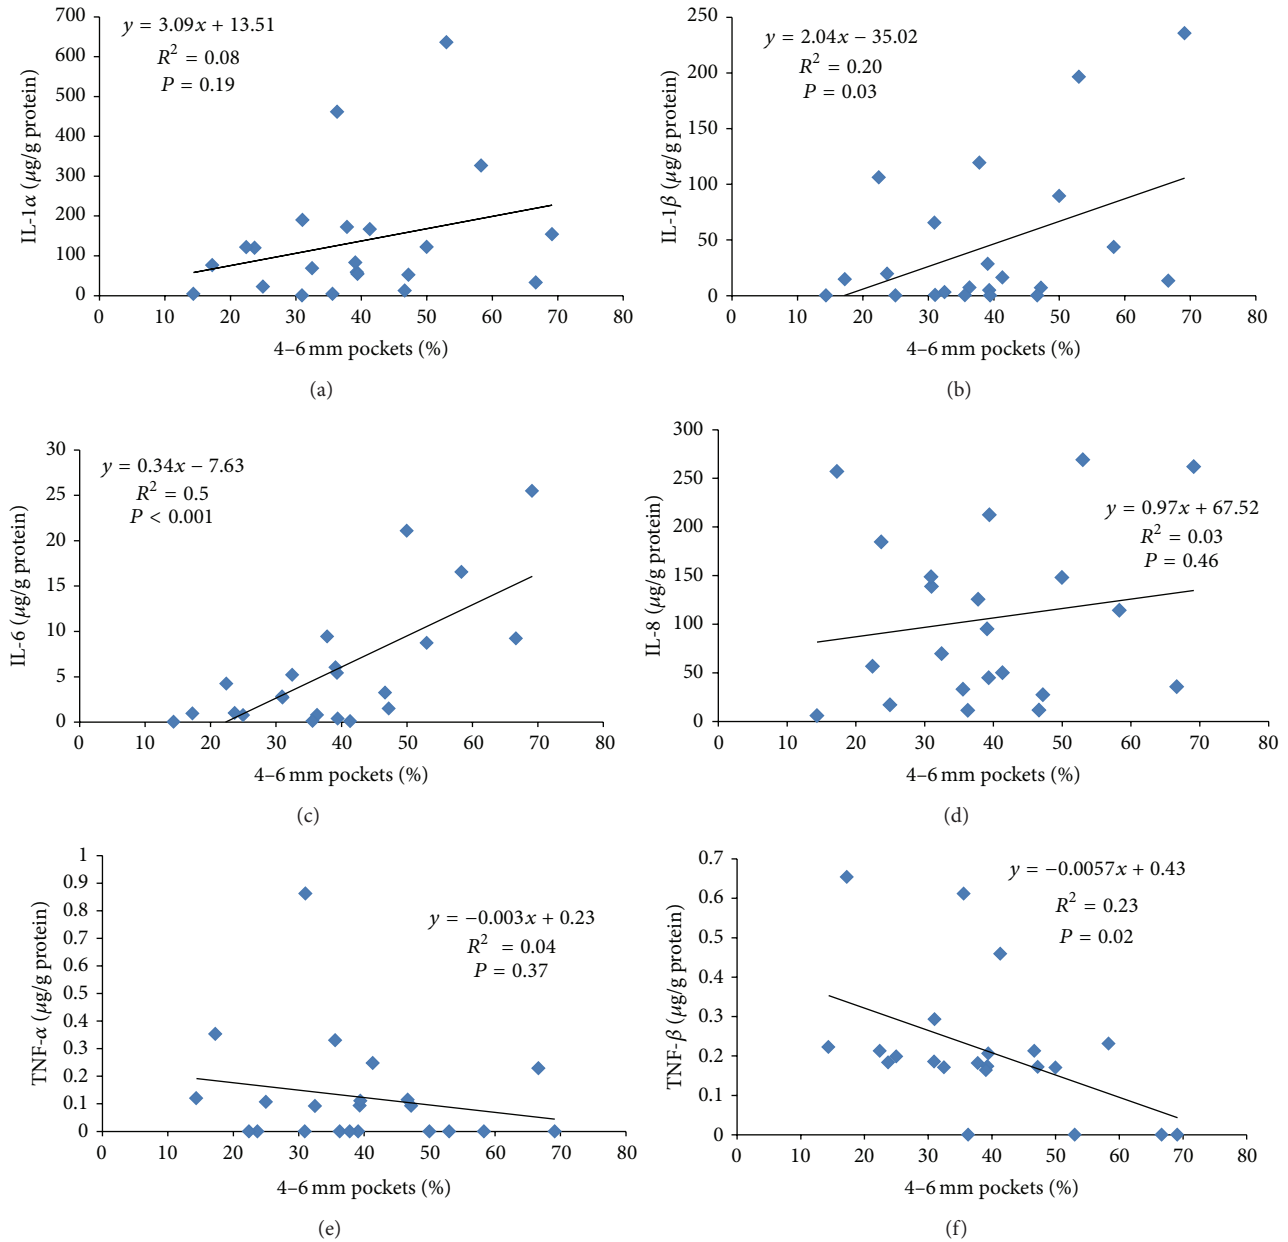 y = 3.09x + 13.51
R² = 0.08
P = 0.19
700
600
500
400
300
200
100
0
IL-1α (μg/g protein)
0 10 20 30 40 50 60 70 80
4–6 mm pockets (%)
(a)
y = 2.04x − 35.02
R² = 0.20
P = 0.03
250
200
150
100
50
0
IL-1β (μg/g protein)
0 10 20 30 40 50 60 70 80
4–6 mm pockets (%)
(b)
y = 0.34x − 7.63
R² = 0.5
P < 0.001
30
25
20
15
10
5
0
IL-6 (μg/g protein)
0 10 20 30 40 50 60 70 80
4–6 mm pockets (%)
(c)
300
250
200
150
100
50
0
IL-8 (μg/g protein)
y = 0.97x + 67.52
R² = 0.03
P = 0.46
0 10 20 30 40 50 60 70 80
4–6 mm pockets (%)
(d)
1
0.9
0.8
0.7
0.6
0.5
0.4
0.3
0.2
0.1
0
TNF-α (μg/g protein)
y = −0.003x + 0.23
R² = 0.04
P = 0.37
0 10 20 30 40 50 60 70 80
4–6 mm pockets (%)
(e)
0.7
0.6
0.5
0.4
0.3
0.2
0.1
0
TNF-β (μg/g protein)
y = −0.0057x + 0.43
R² = 0.23
P = 0.02
0 10 20 30 40 50 60 70 80
4–6 mm pockets (%)
(f)